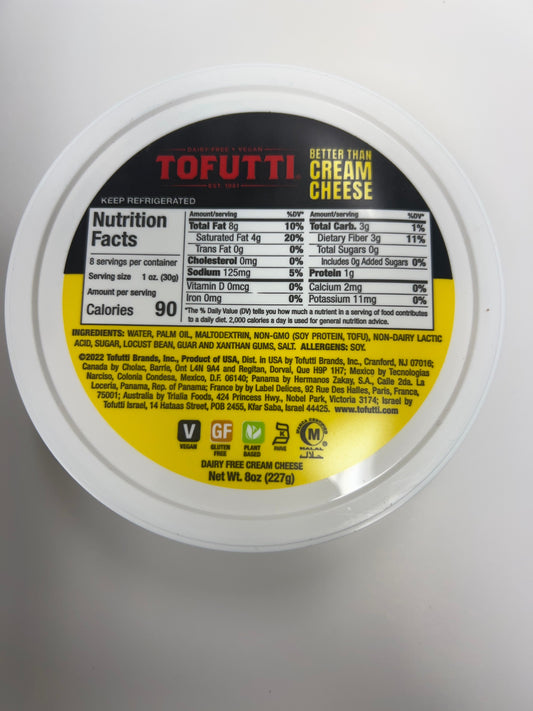 DAIRY FREE • VEGAN
TOFUTTI
EST. 1981
BETTER THAN
CREAM
CHEESE
KEEP REFRIGERATED
Nutrition
Facts
8 servings per container
Serving size 1 oz. (30g)
Amount per serving
Calories 90
Amount/serving %DV*
Total Fat 8g 10%
Saturated Fat 4g 20%
Trans Fat 0g
Cholesterol 0mg 0%
Sodium 125mg 5%
Vitamin D 0mcg 0%
Iron 0mg 0%
Amount/serving %DV*
Total Carb. 3g 1%
Dietary Fiber 3g 11%
Total Sugars 0g
Includes 0g Added Sugars 0%
Protein 1g
Calcium 2mg 0%
Potassium 11mg 0%
*The % Daily Value (DV) tells you how much a nutrient in a serving of food contributes
to a daily diet. 2,000 calories a day is used for general nutrition advice.
INGREDIENTS: WATER, PALM OIL, MALTODEXTRIN, NON-GMO (SOY PROTEIN, TOFU), NON-DAIRY LACTIC
ACID, SUGAR, LOCUST BEAN, GUAR AND XANTHAN GUMS, SALT. ALLERGENS: SOY.
©2022 Tofutti Brands, Inc., Product of USA, Dist. in USA by Tofutti Brands, Inc., Cranford, NJ 07016;
Canada by Cholac, Barrie, Ont L4N 9A4 and Regitan, Dorval, Que H9P 1H7; Mexico by Tecnologias
Narciso, Colonia Condesa, Mexico, D.F. 06140; Panama by Hermanos Zakay, S.A., Calle 2da. La
Loceria, Panama, Rep. of Panama; France by by Label Delices, 92 Rue Des Halles, Paris, France,
75001; Australia by Trialia Foods, 424 Princess Hwy., Nobel Park, Victoria 3174; Israel by
Tofutti Israel, 14 Hataas Street, POB 2455, Kfar Saba, Israel 44425. www.tofutti.com
V
VEGAN
GF
GLUTEN
FREE
PLANT
BASED
K
PARVE
M
HALAL
حلال
DAIRY FREE CREAM CHEESE
Net Wt. 8oz (227g)